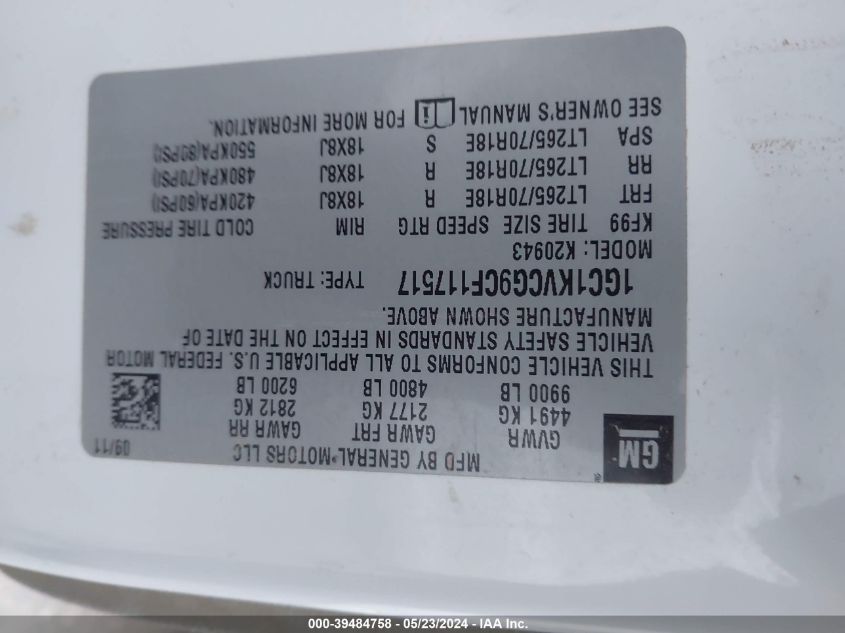 MFD BY GENERAL MOTORS LLC
09/11
GM
GVWR GAWR FRT GAWR RR
4491 KG 2177 KG 2812 KG
9900 LB 4800 LB 6200 LB
THIS VEHICLE CONFORMS TO ALL APPLICABLE U.S. FEDERAL MOTOR
VEHICLE SAFETY STANDARDS IN EFFECT ON THE DATE OF
MANUFACTURE SHOWN ABOVE.
1GC1KVCG9CF117517 TYPE: TRUCK
MODEL: K20943
KF99 TIRE SIZE SPEED RTG RIM COLD TIRE PRESSURE
FRT LT265/70R18E R 18X8J 420KPA(60PSI)
RR LT265/70R18E R 18X8J 480KPA(70PSI)
SPA LT265/70R18E S 18X8J 550KPA(80PSI)
SEE OWNER'S MANUAL FOR MORE INFORMATION.
000-39484758 - 05/23/2024 - IAA Inc.